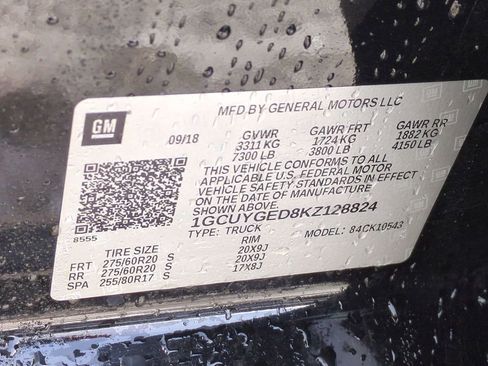 MFD BY GENERAL MOTORS LLC
GM
09/18
GVWR GAWR FRT GAWR RR
3311 KG 1724 KG 1882 KG
7300 LB 3800 LB 4150 LB
THIS VEHICLE CONFORMS TO ALL
APPLICABLE U.S. FEDERAL MOTOR
VEHICLE SAFETY STANDARDS IN EFFECT
ON THE DATE OF MANUFACTURE
SHOWN ABOVE.
1GCUYGED8KZ128824
TYPE: TRUCK MODEL: 84CK10543
8555
TIRE SIZE RIM
FRT 275/60R20 S 20X9J
RR 275/60R20 S 20X9J
SPA 255/80R17 S 17X8J